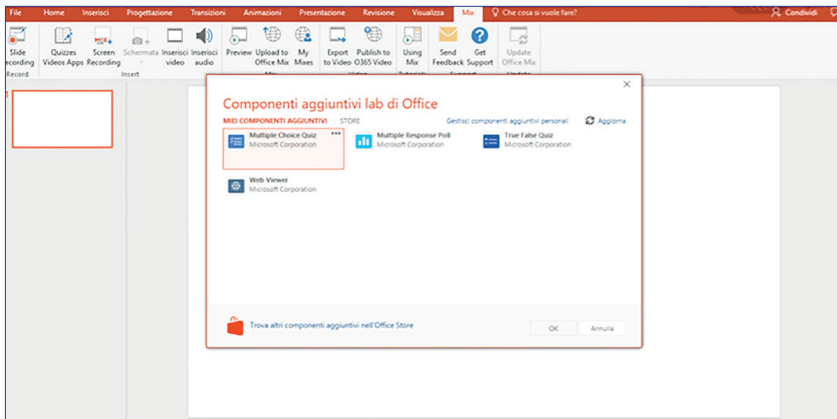 File Home Inserisci Progettazione Transizioni Animazioni Presentazione Revisione Visualizza Mix Che cosa si vuole fare? Condividi
Slide Quizzes Screen Schermata Inserisci Inserisci Preview Upload to My Export Publish to Using Send Get Update
ecording Videos Apps Recording video audio Office Mix Mixes to Video O365 Video Mix Feedback Support Office Mix
Record Insert Mix Video Tutorials Support Update
Componenti aggiuntivi lab di Office
MIEI COMPONENTI AGGIUNTIVI | STORE
Gestisci componenti aggiuntivi personali Aggiorna
Multiple Choice Quiz ••• Multiple Response Poll True False Quiz
Microsoft Corporation Microsoft Corporation Microsoft Corporation
Web Viewer
Microsoft Corporation
Trova altri componenti aggiuntivi nell'Office Store
OK Annulla